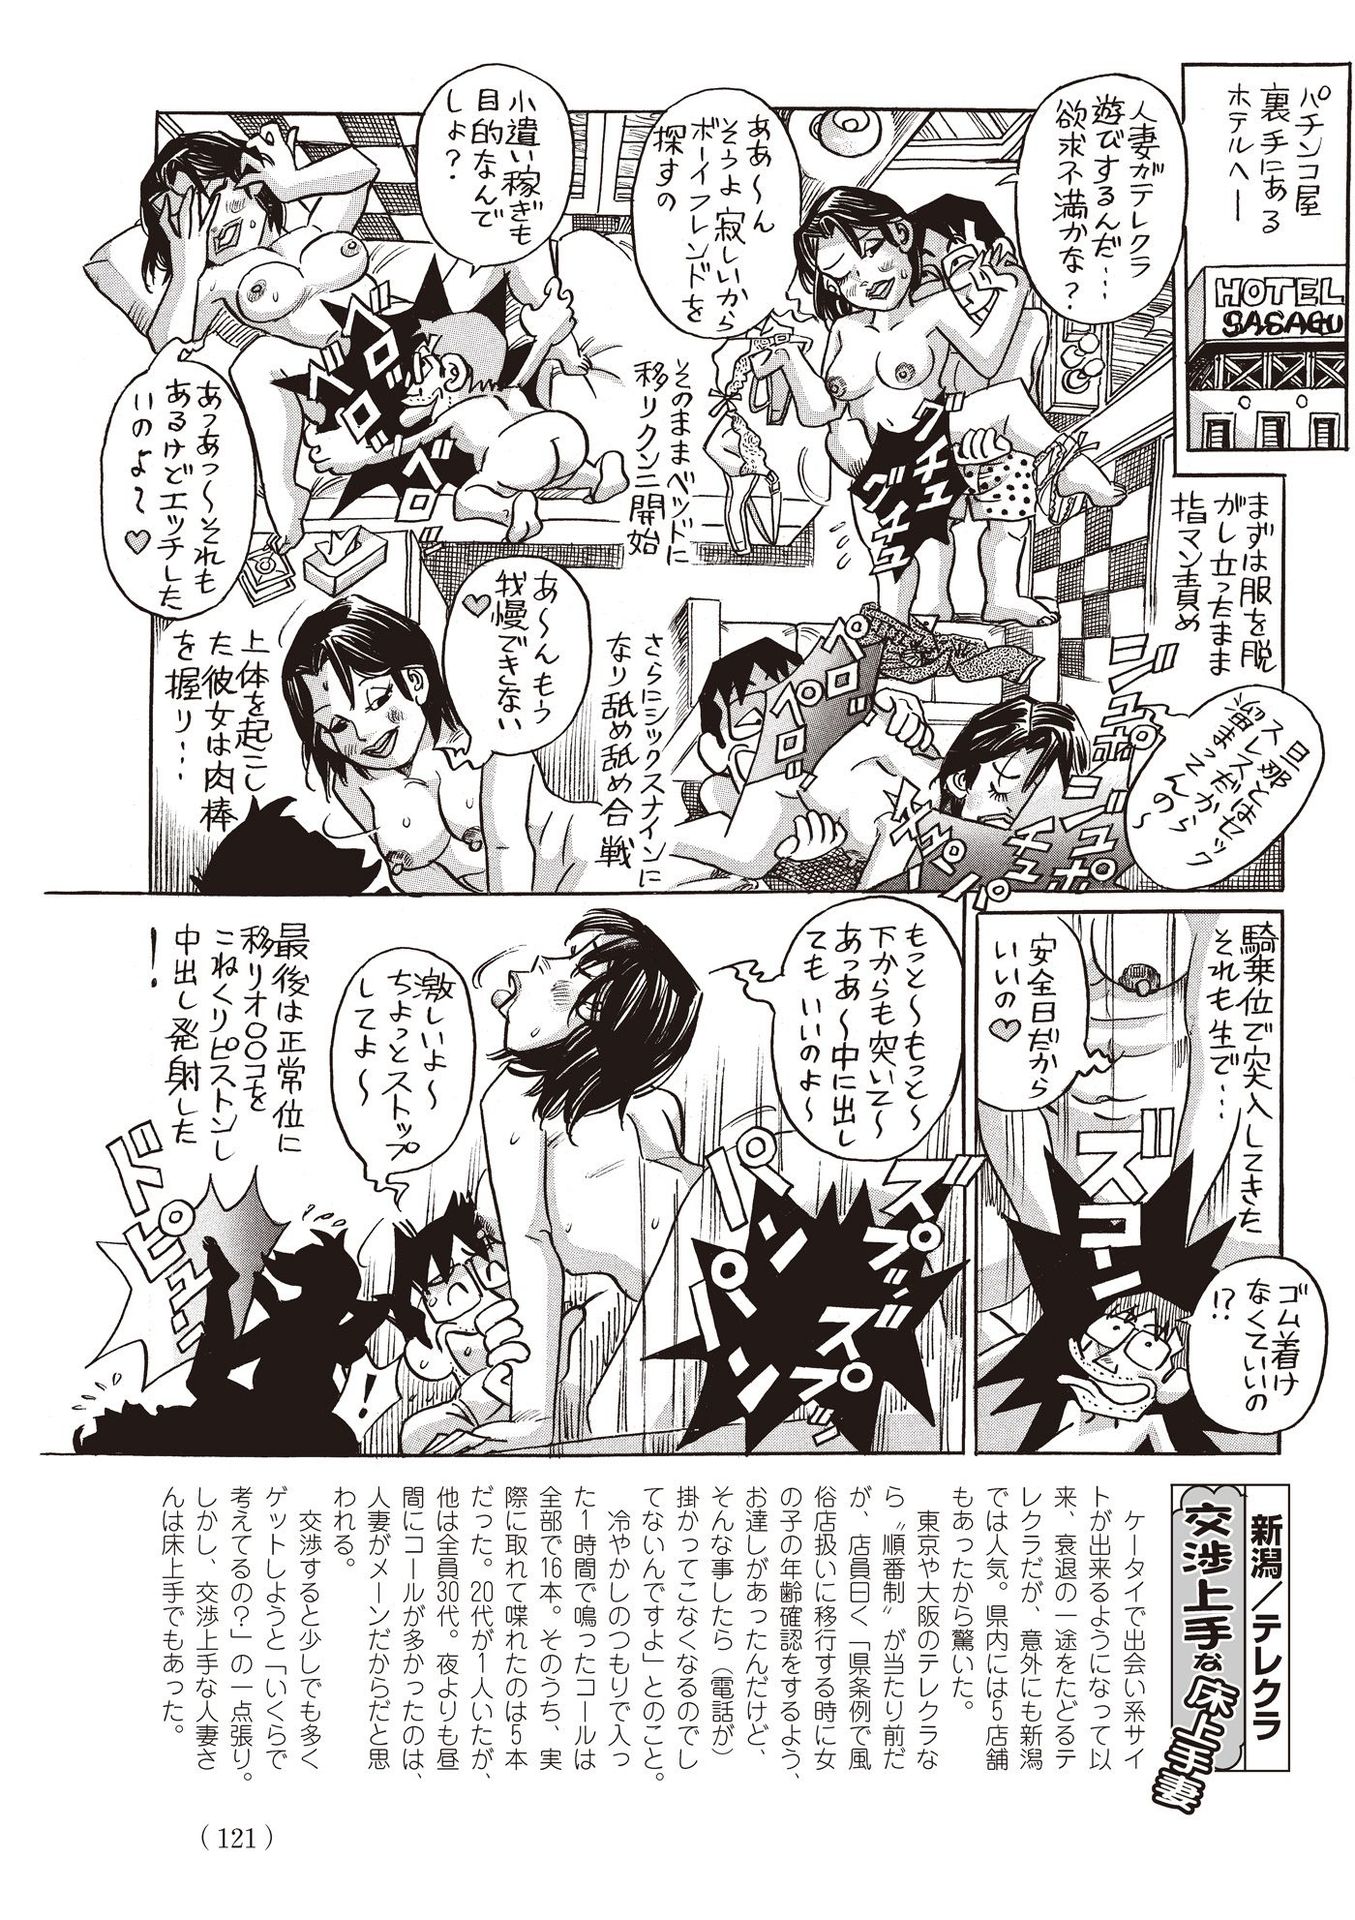 パチンコ屋
裏手にある
ホテルへ―
HOTEL
SASAGU
まずは服を脱
がし立ったまま
指マン責め
人妻がテレクラ
遊びするんだ…
欲求不満かな?
ああ〜ん
そうよ 寂しいから
ボーイフレンドを
探すの
グチュ
グチュ
そのままベッドに
移りクンニ開始
小遣い稼ぎも
目的なんで
しょ?
ベロ
ベロ
ベロ
あっあっ〜それも
あるけどエッチした
いのよ〜♡
旦那とはセック
スレスだから
溜まってんの〜
ジュポ
ジュポ
チュパ
チュパ
ペロッ
ペロペロ
さらにシックスナインに
なり舐め舐め合戦
あ〜んもう
我慢できない
♡
上体を起こし
た彼女は肉棒
を握り…
騎乗位で突入してきた
それも生で…
安全日だから
いいの♡
ズコーン
ゴム着け
なくていいの
!?
もっと〜もっと〜
下からも突いて〜
あっあ〜中に出し
ても いいのよ〜
ズブッ
ズブッ
パンパンパン
激しいよ〜
ちょっとストップ
してよ〜
最後は正常位に
移りオ〇〇コを
こねくりピストンし
中出し発射した
!
ドピュン
!
新潟/テレクラ
交渉上手な床上手妻
ケータイで出会い系サイ
トが出来るようになって以
来、衰退の一途をたどるテ
レクラだが、意外にも新潟
では人気。県内には5店舗
もあったから驚いた。
東京や大阪のテレクラな
ら〝順番制〟が当たり前だ
が、店員曰く「県条例で風
俗店扱いに移行する時に女
の子の年齢確認をするよう、
お達しがあったんだけど、
そんな事したら(電話が)
掛かってこなくなるのでし
てないんですよ」とのこと。
冷やかしのつもりで入っ
た1時間で鳴ったコールは
全部で16本。そのうち、実
際に取れて喋れたのは5本
だった。20代が1人いたが、
他は全員30代。夜よりも昼
間にコールが多かったのは、
人妻がメーンだからだと思
われる。
交渉すると少しでも多く
ゲットしようと「いくらで
考えてるの?」の一点張り。
しかし、交渉上手な人妻さ
んは床上手でもあった。
(121)